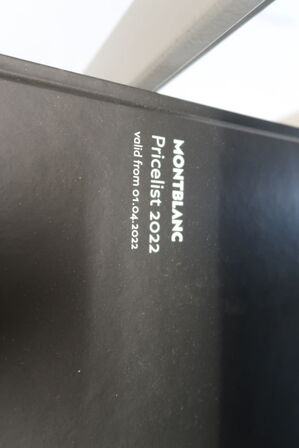 MONTBLANC
Pricelist 2022
valid from 01.04.2022